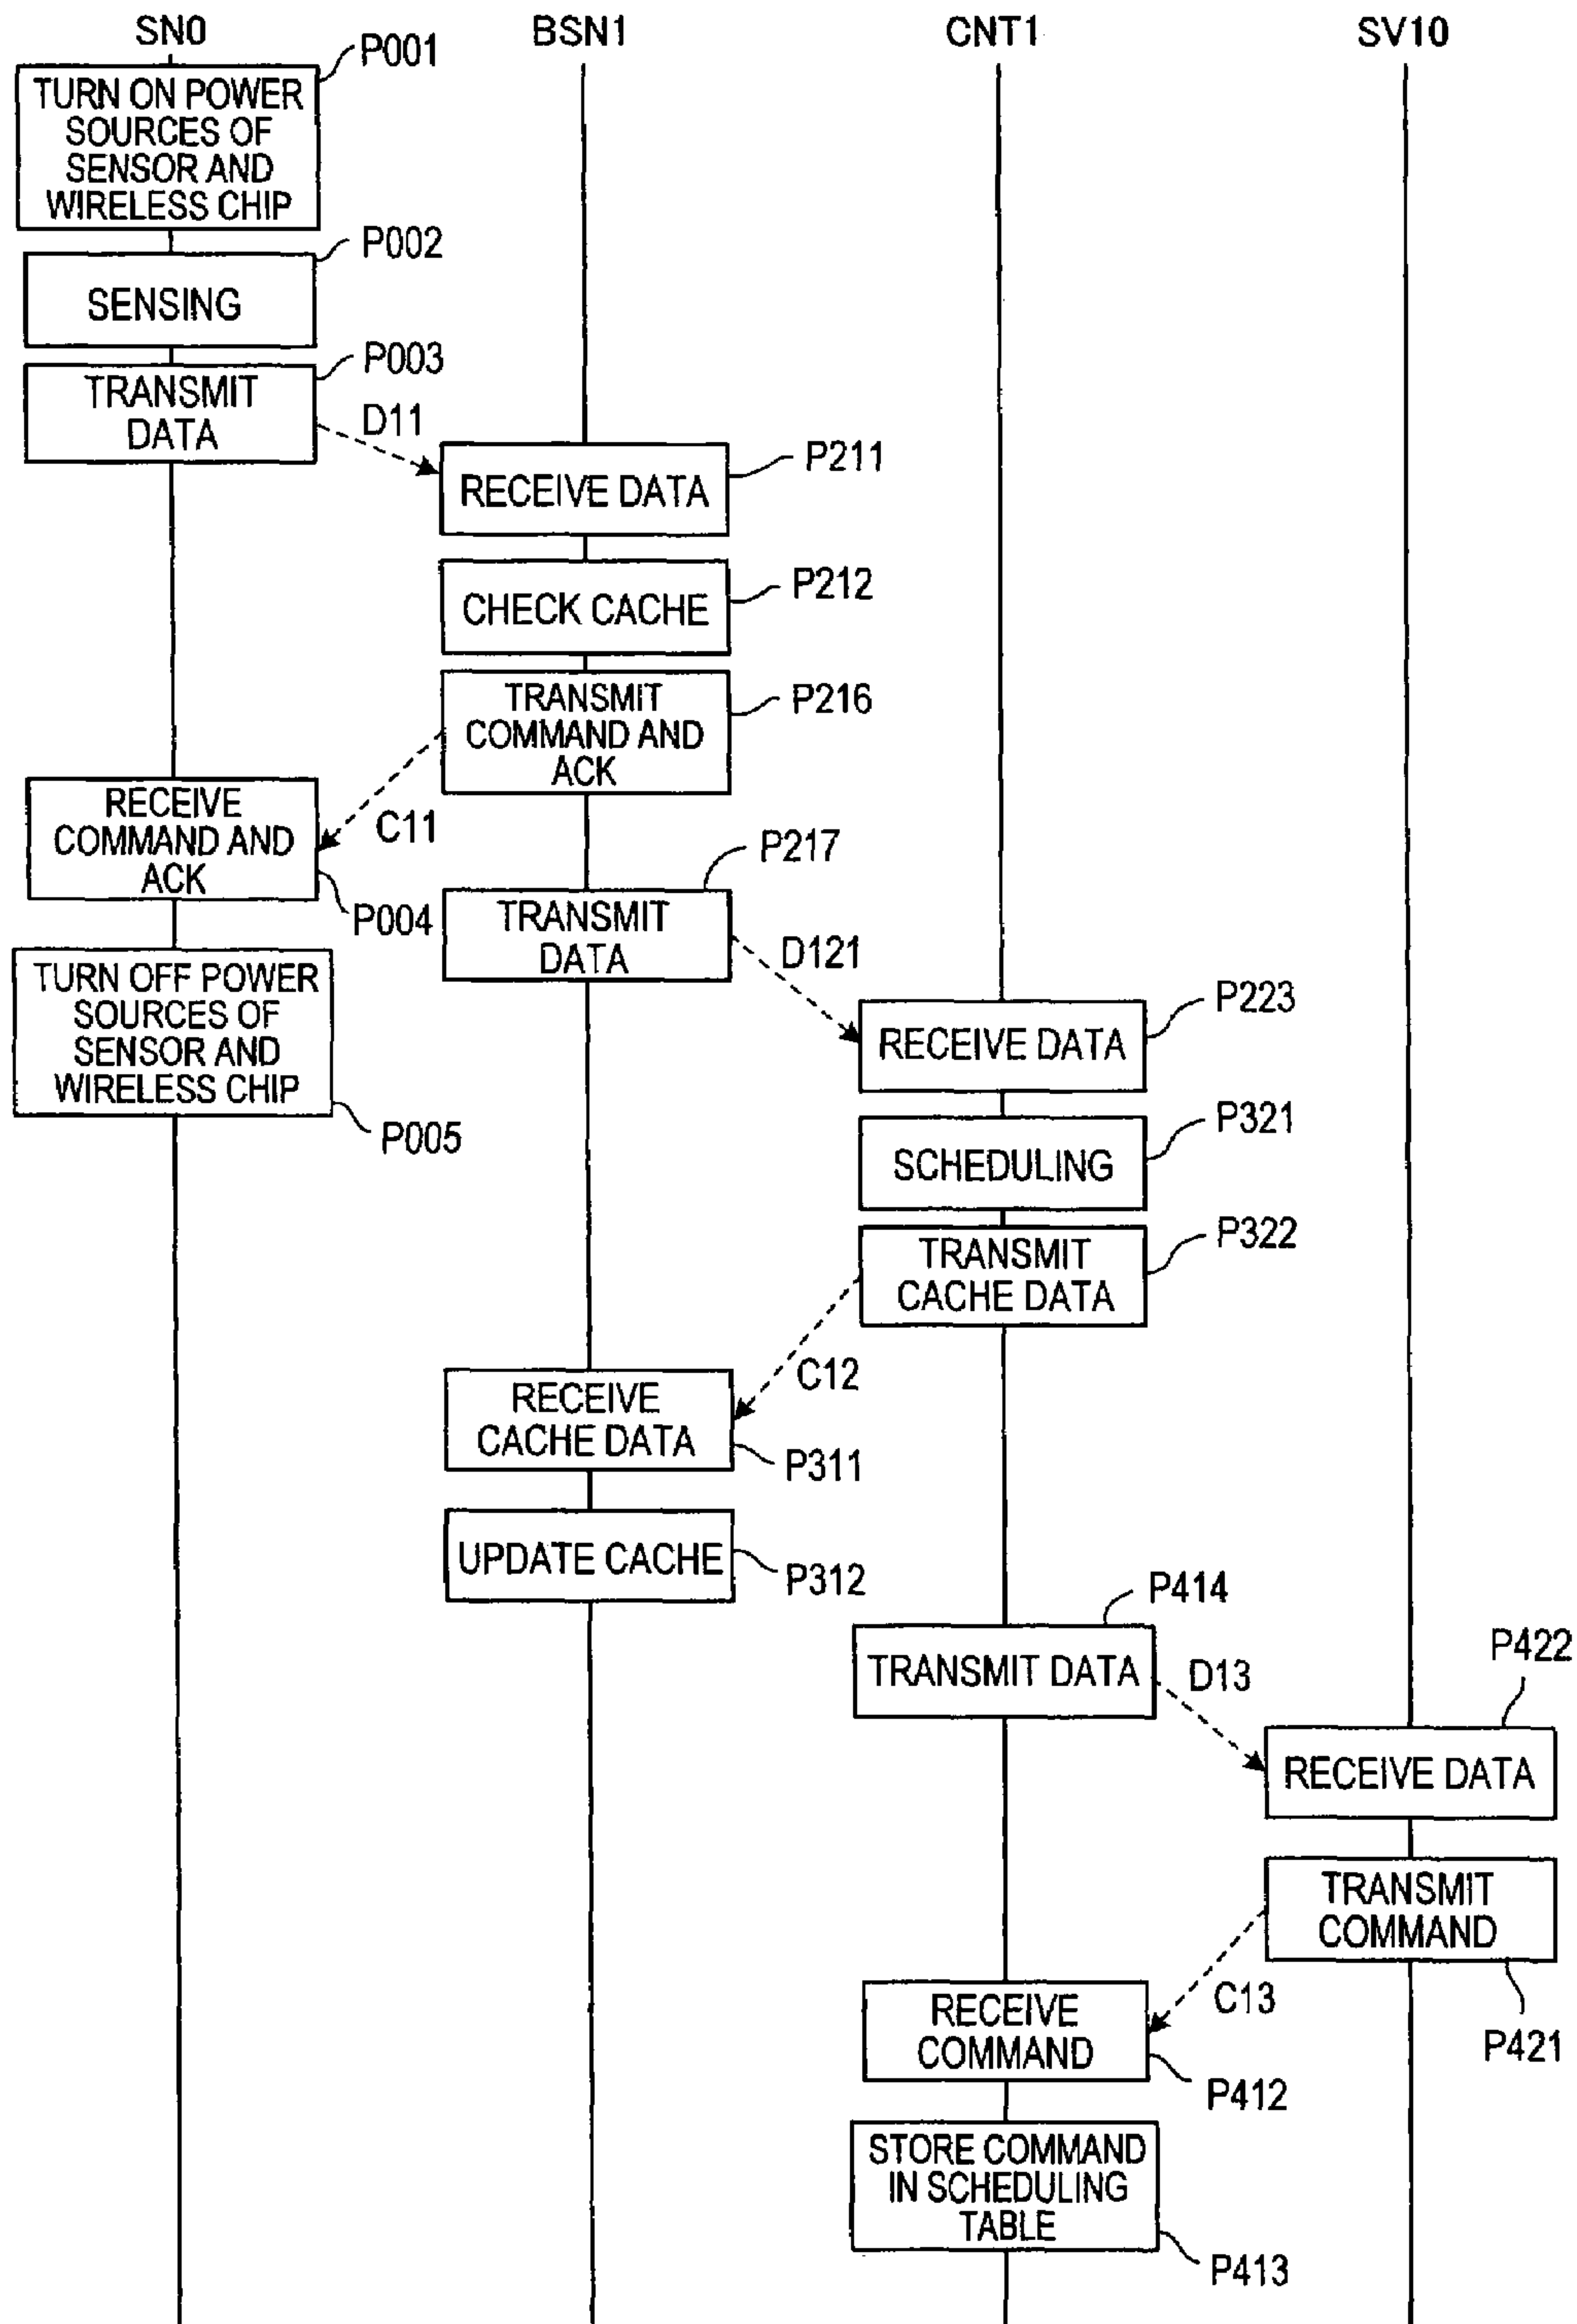 SN0
BSN1
CNT1
SV10
P001
TURN ON POWER
SOURCES OF
SENSOR AND
WIRELESS CHIP
P002
SENSING
P003
TRANSMIT
DATA
D11
P211
RECEIVE DATA
P212
CHECK CACHE
P216
TRANSMIT
COMMAND AND
ACK
C11
RECEIVE
COMMAND AND
ACK
P004
P217
TRANSMIT
DATA
D121
TURN OFF POWER
SOURCES OF
SENSOR AND
WIRELESS CHIP
P005
P223
RECEIVE DATA
P321
SCHEDULING
P322
TRANSMIT
CACHE DATA
C12
RECEIVE
CACHE DATA
P311
UPDATE CACHE
P312
P414
TRANSMIT DATA
D13
P422
RECEIVE DATA
TRANSMIT
COMMAND
P421
C13
RECEIVE
COMMAND
P412
STORE COMMAND
IN SCHEDULING
TABLE
P413